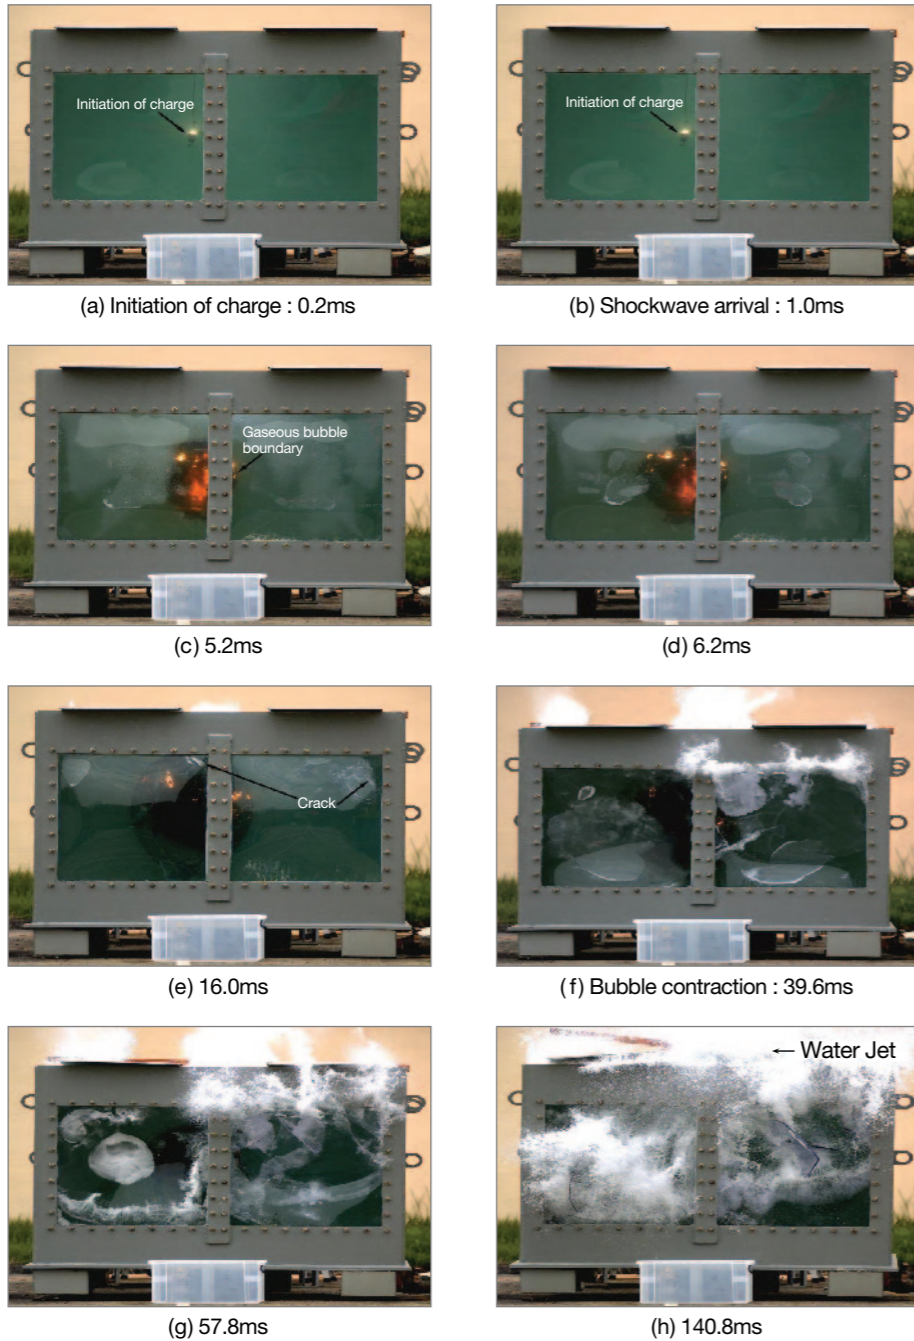 Initiation of charge
Initiation of charge
(a) Initiation of charge : 0.2ms
(b) Shockwave arrival : 1.0ms
Gaseous bubble
boundary
(c) 5.2ms
(d) 6.2ms
Crack
(e) 16.0ms
(f) Bubble contraction : 39.6ms
← Water Jet
(g) 57.8ms
(h) 140.8ms